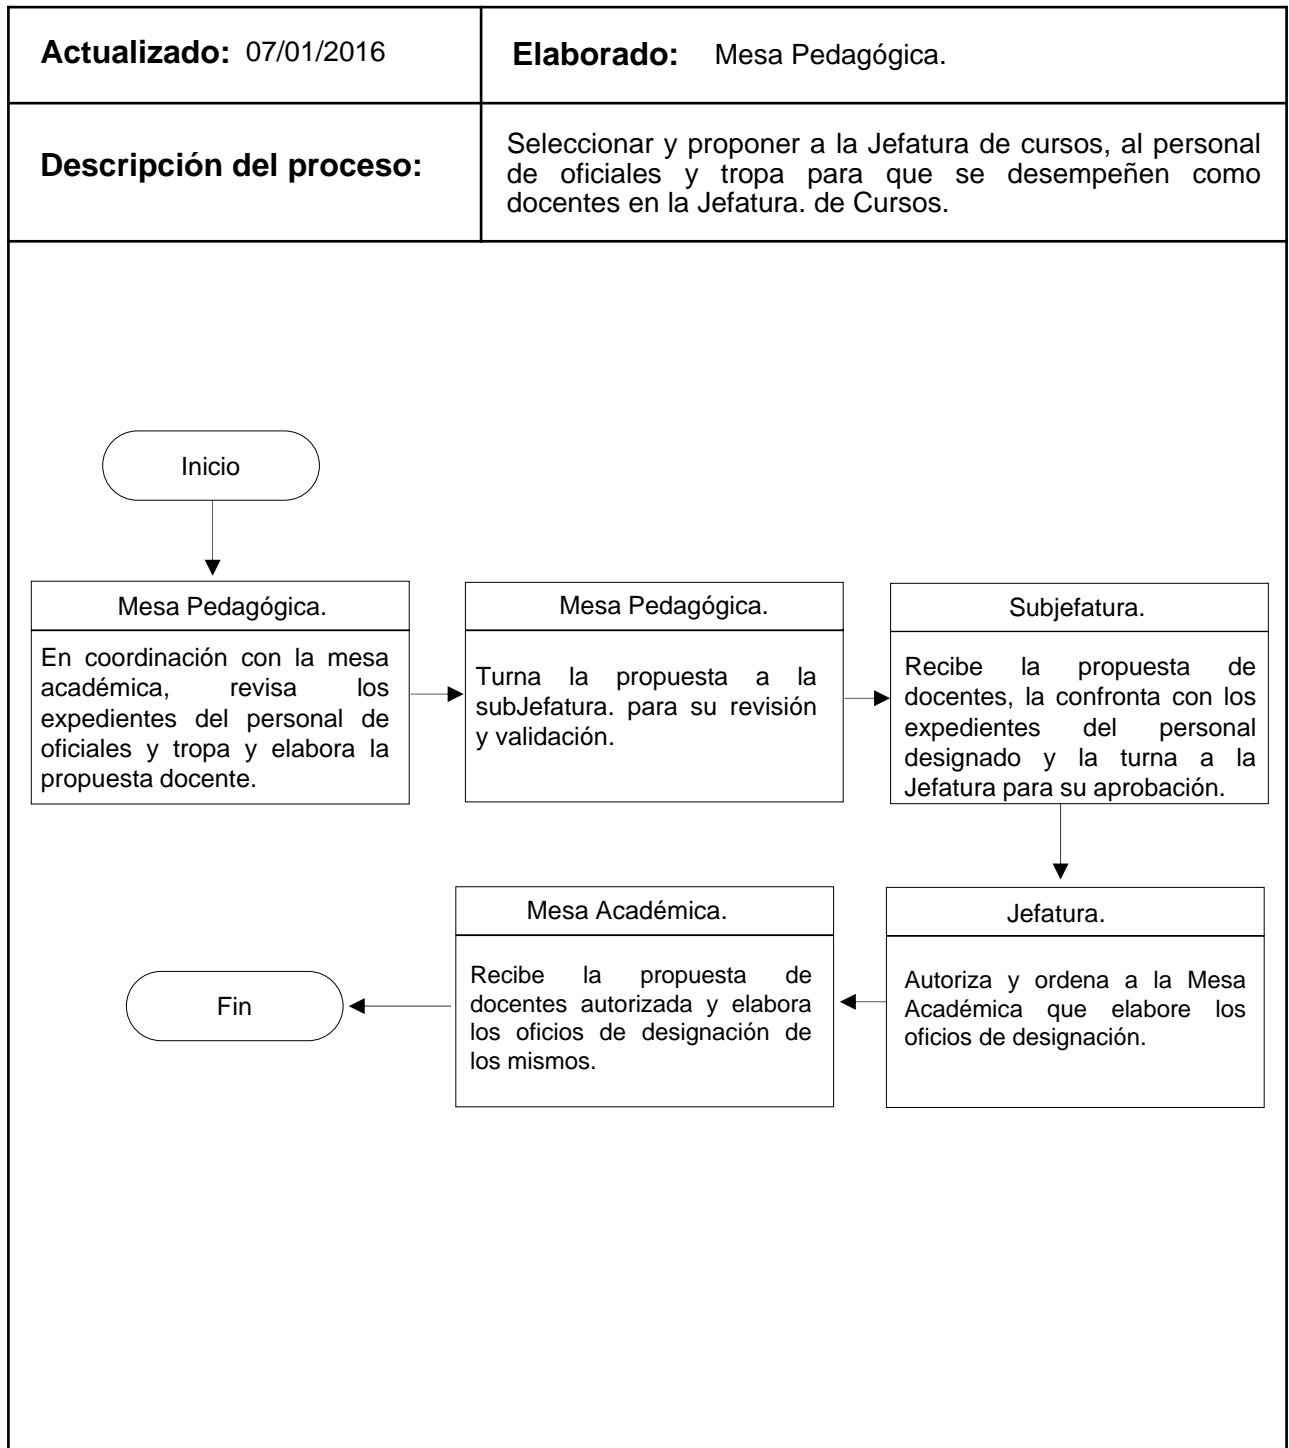 Actualizado: 07/01/2016
Elaborado: Mesa Pedagógica.
Descripción del proceso:
Seleccionar y proponer a la Jefatura de cursos, al personal
de oficiales y tropa para que se desempeñen como
docentes en la Jefatura. de Cursos.
Inicio
Mesa Pedagógica.
En coordinación con la mesa
académica, revisa los
expedientes del personal de
oficiales y tropa y elabora la
propuesta docente.
Mesa Pedagógica.
Turna la propuesta a la
subJefatura. para su revisión
y validación.
Subjefatura.
Recibe la propuesta de
docentes, la confronta con los
expedientes del personal
designado y la turna a la
Jefatura para su aprobación.
Jefatura.
Autoriza y ordena a la Mesa
Académica que elabore los
oficios de designación.
Mesa Académica.
Recibe la propuesta de
docentes autorizada y elabora
los oficios de designación de
los mismos.
Fin